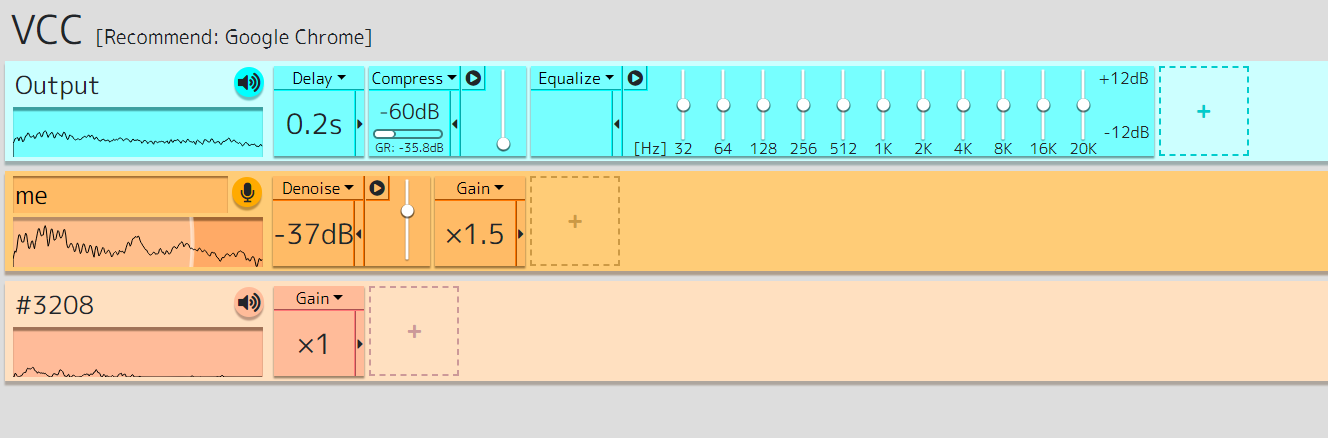 VCC [Recommend: Google Chrome]
Output
Delay
0.2s
Compress
-60dB
GR: -35.8dB
Equalize
+12dB
-12dB
[Hz] 32 64 128 256 512 1K 2K 4K 8K 16K 20K
+
me
Denoise
-37dB
Gain
×1.5
+
#3208
Gain
×1
+